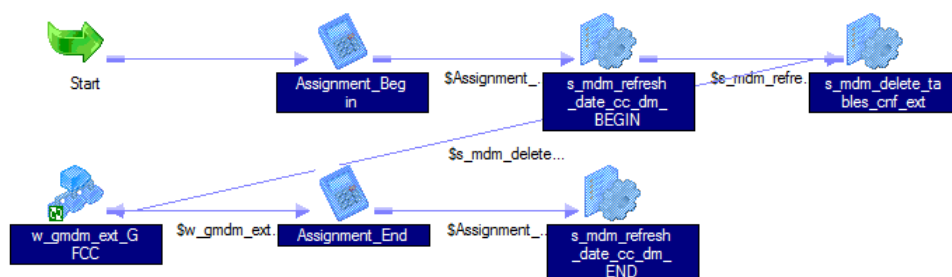 Start
Assignment_Beg
in
$Assignment_...
s_mdm_refresh
_date_cc_dm_
BEGIN
$s_mdm_refre...
s_mdm_delete_ta
bles_cnf_ext
$s_mdm_delete...
w_gmdm_ext_G
FCC
$w_gmdm_ext...
Assignment_End
$Assignment_...
s_mdm_refresh
_date_cc_dm_
END